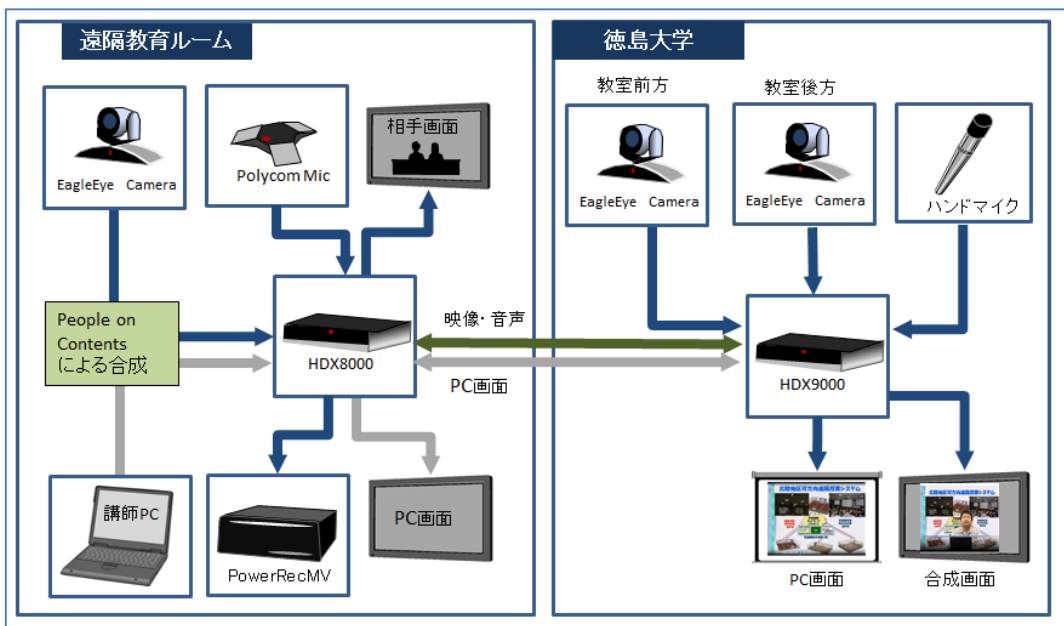 遠隔教育ルーム
EagleEye Camera
Polycom Mic
相手画面
People on
Contents
による合成
HDX8000
映像・音声
PC画面
講師PC
PowerRecMV
PC画面
徳島大学
教室前方
EagleEye Camera
教室後方
EagleEye Camera
ハンドマイク
HDX9000
PC画面
合成画面